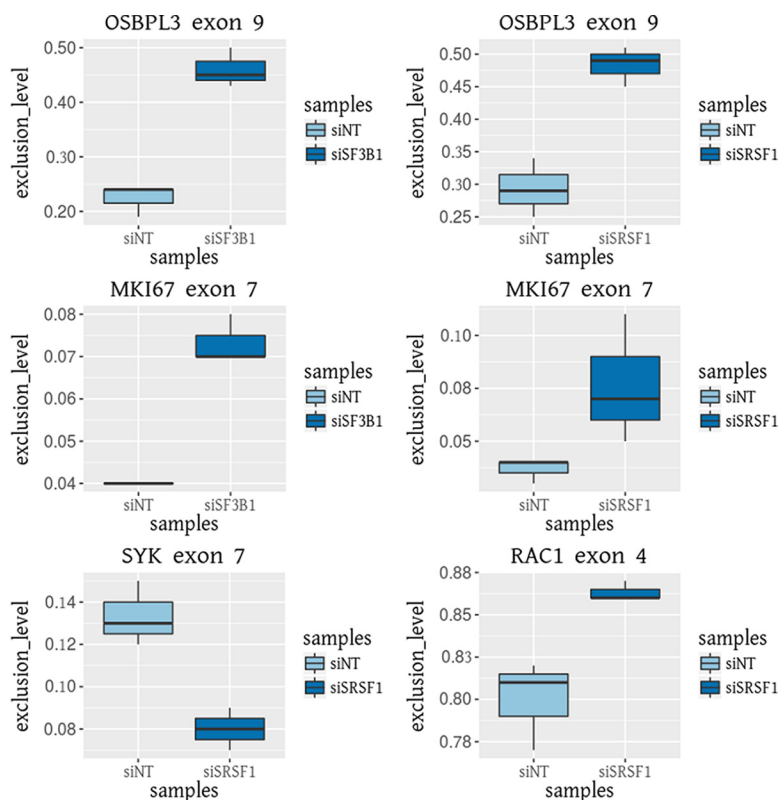 OSBPL3 exon 9
exclusion_level
0.50
0.40
0.30
0.20
siNT
siSF3B1
samples
samples
siNT
siSF3B1
OSBPL3 exon 9
exclusion_level
0.50
0.45
0.40
0.35
0.30
0.25
siNT
siSRSF1
samples
samples
siNT
siSRSF1
MKI67 exon 7
exclusion_level
0.08
0.07
0.06
0.05
0.04
siNT
siSF3B1
samples
samples
siNT
siSF3B1
MKI67 exon 7
exclusion_level
0.10
0.08
0.05
siNT
siSRSF1
samples
samples
siNT
siSRSF1
SYK exon 7
exclusion_level
0.14
0.12
0.10
0.08
siNT
siSRSF1
samples
samples
siNT
siSRSF1
RAC1 exon 4
exclusion_level
0.88
0.85
0.83
0.80
0.78
siNT
siSRSF1
samples
samples
siNT
siSRSF1